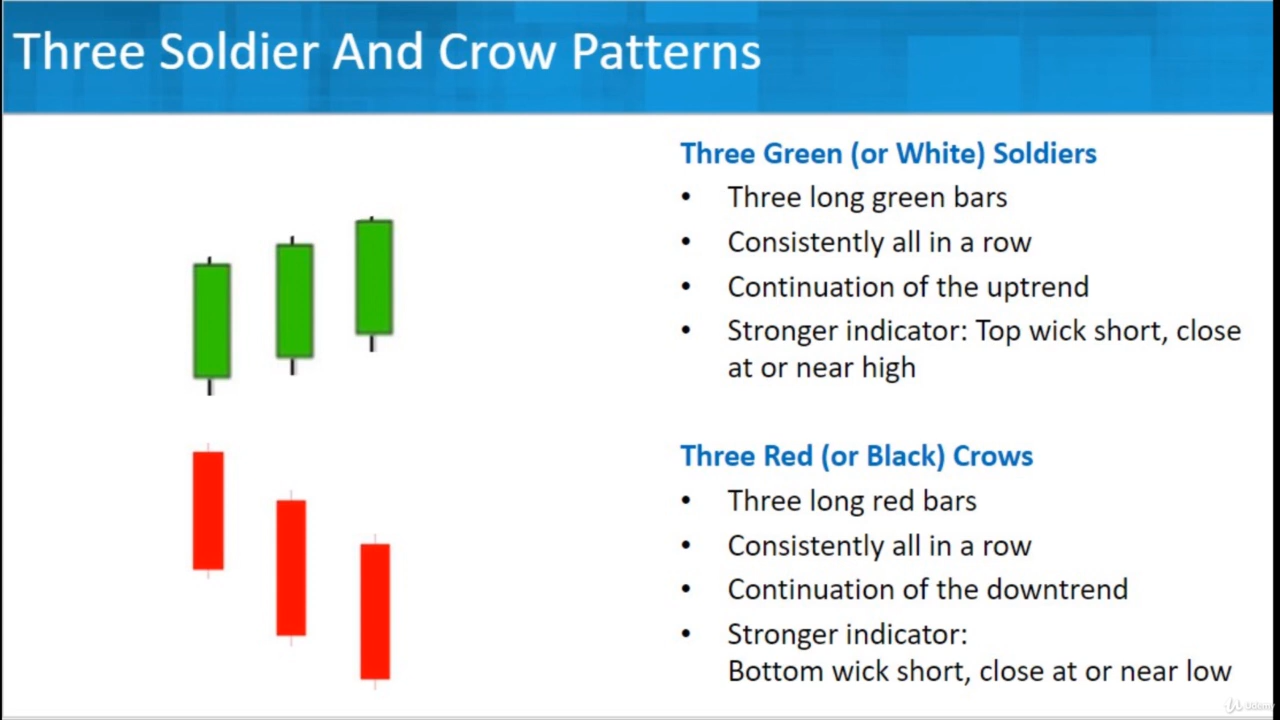 Three Soldier And Crow Patterns
Three Green (or White) Soldiers
• Three long green bars
• Consistently all in a row
• Continuation of the uptrend
• Stronger indicator: Top wick short, close
at or near high
Three Red (or Black) Crows
• Three long red bars
• Consistently all in a row
• Continuation of the downtrend
• Stronger indicator:
Bottom wick short, close at or near low
Udemy